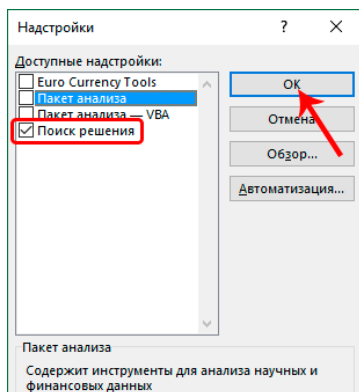 Надстройки ? ×
Доступные надстройки:
Euro Currency Tools
Пакет анализа
Пакет анализа — VBA
Поиск решения
ОК
Отмена
Обзор...
Автоматизация...
Пакет анализа
Содержит инструменты для анализа научных и
финансовых данных